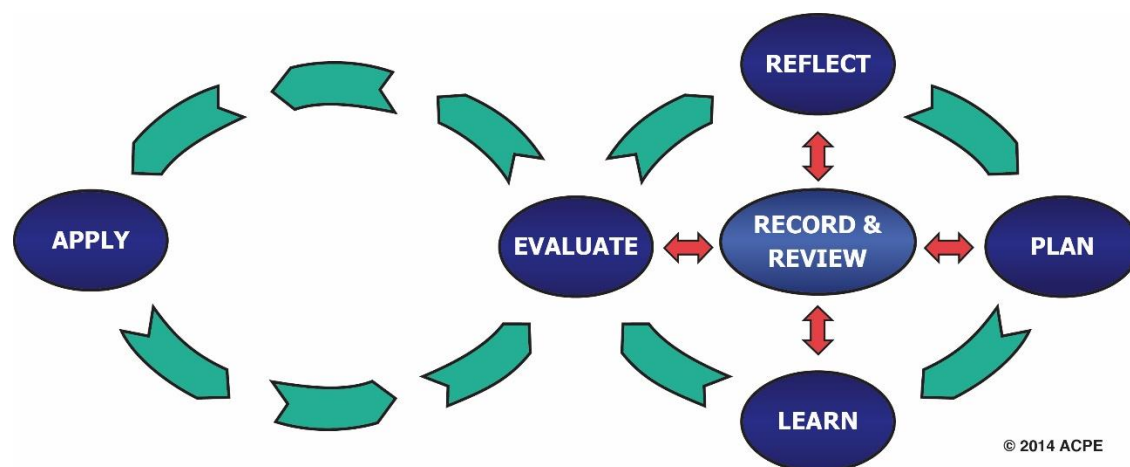 REFLECT
APPLY
EVALUATE
RECORD &
REVIEW
PLAN
LEARN
© 2014 ACPE